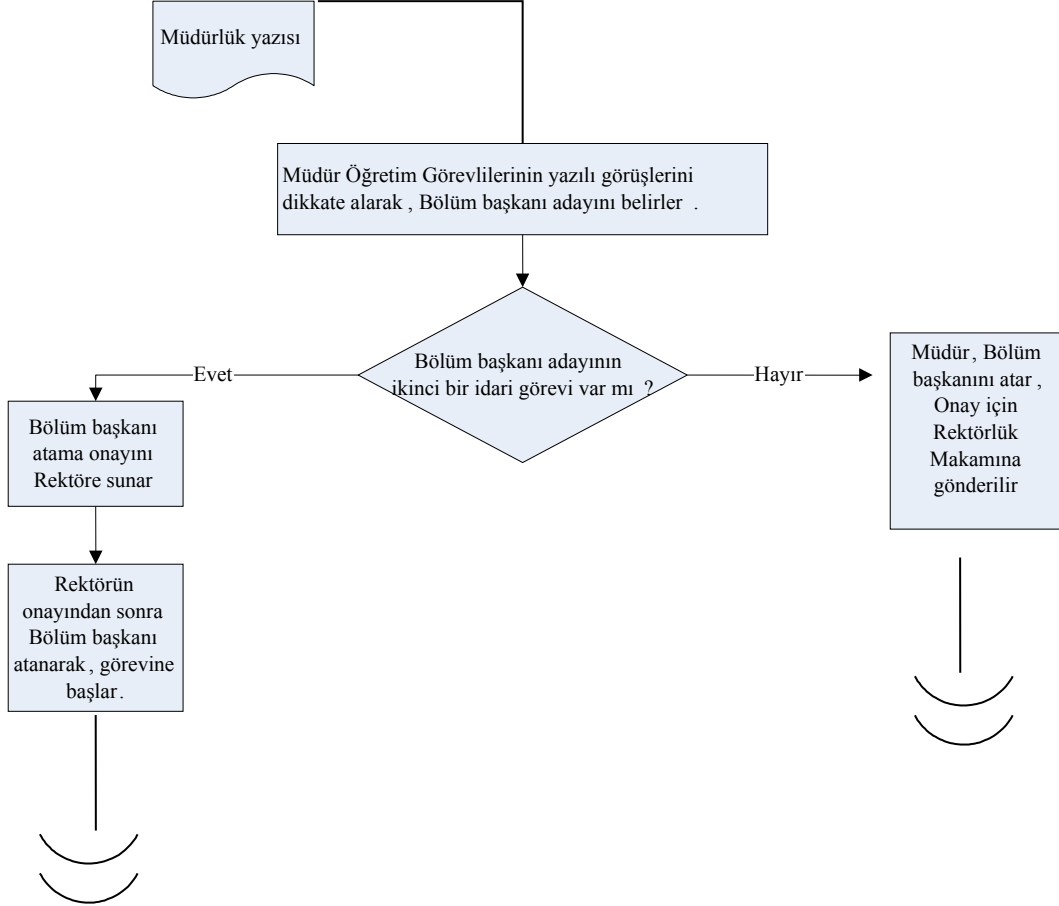 Müdürlük yazısı
Müdür Öğretim Görevlilerinin yazılı görüşlerini
dikkate alarak , Bölüm başkanı adayını belirler .
Bölüm başkanı adayının
ikinci bir idari görevi var mı ?
Evet
Hayır
Bölüm başkanı
atama onayını
Rektöre sunar
Müdür, Bölüm
başkanını atar ,
Onay için
Rektörlük
Makamına
gönderilir
Rektörün
onayından sonra
Bölüm başkanı
atanarak , görevine
başlar .